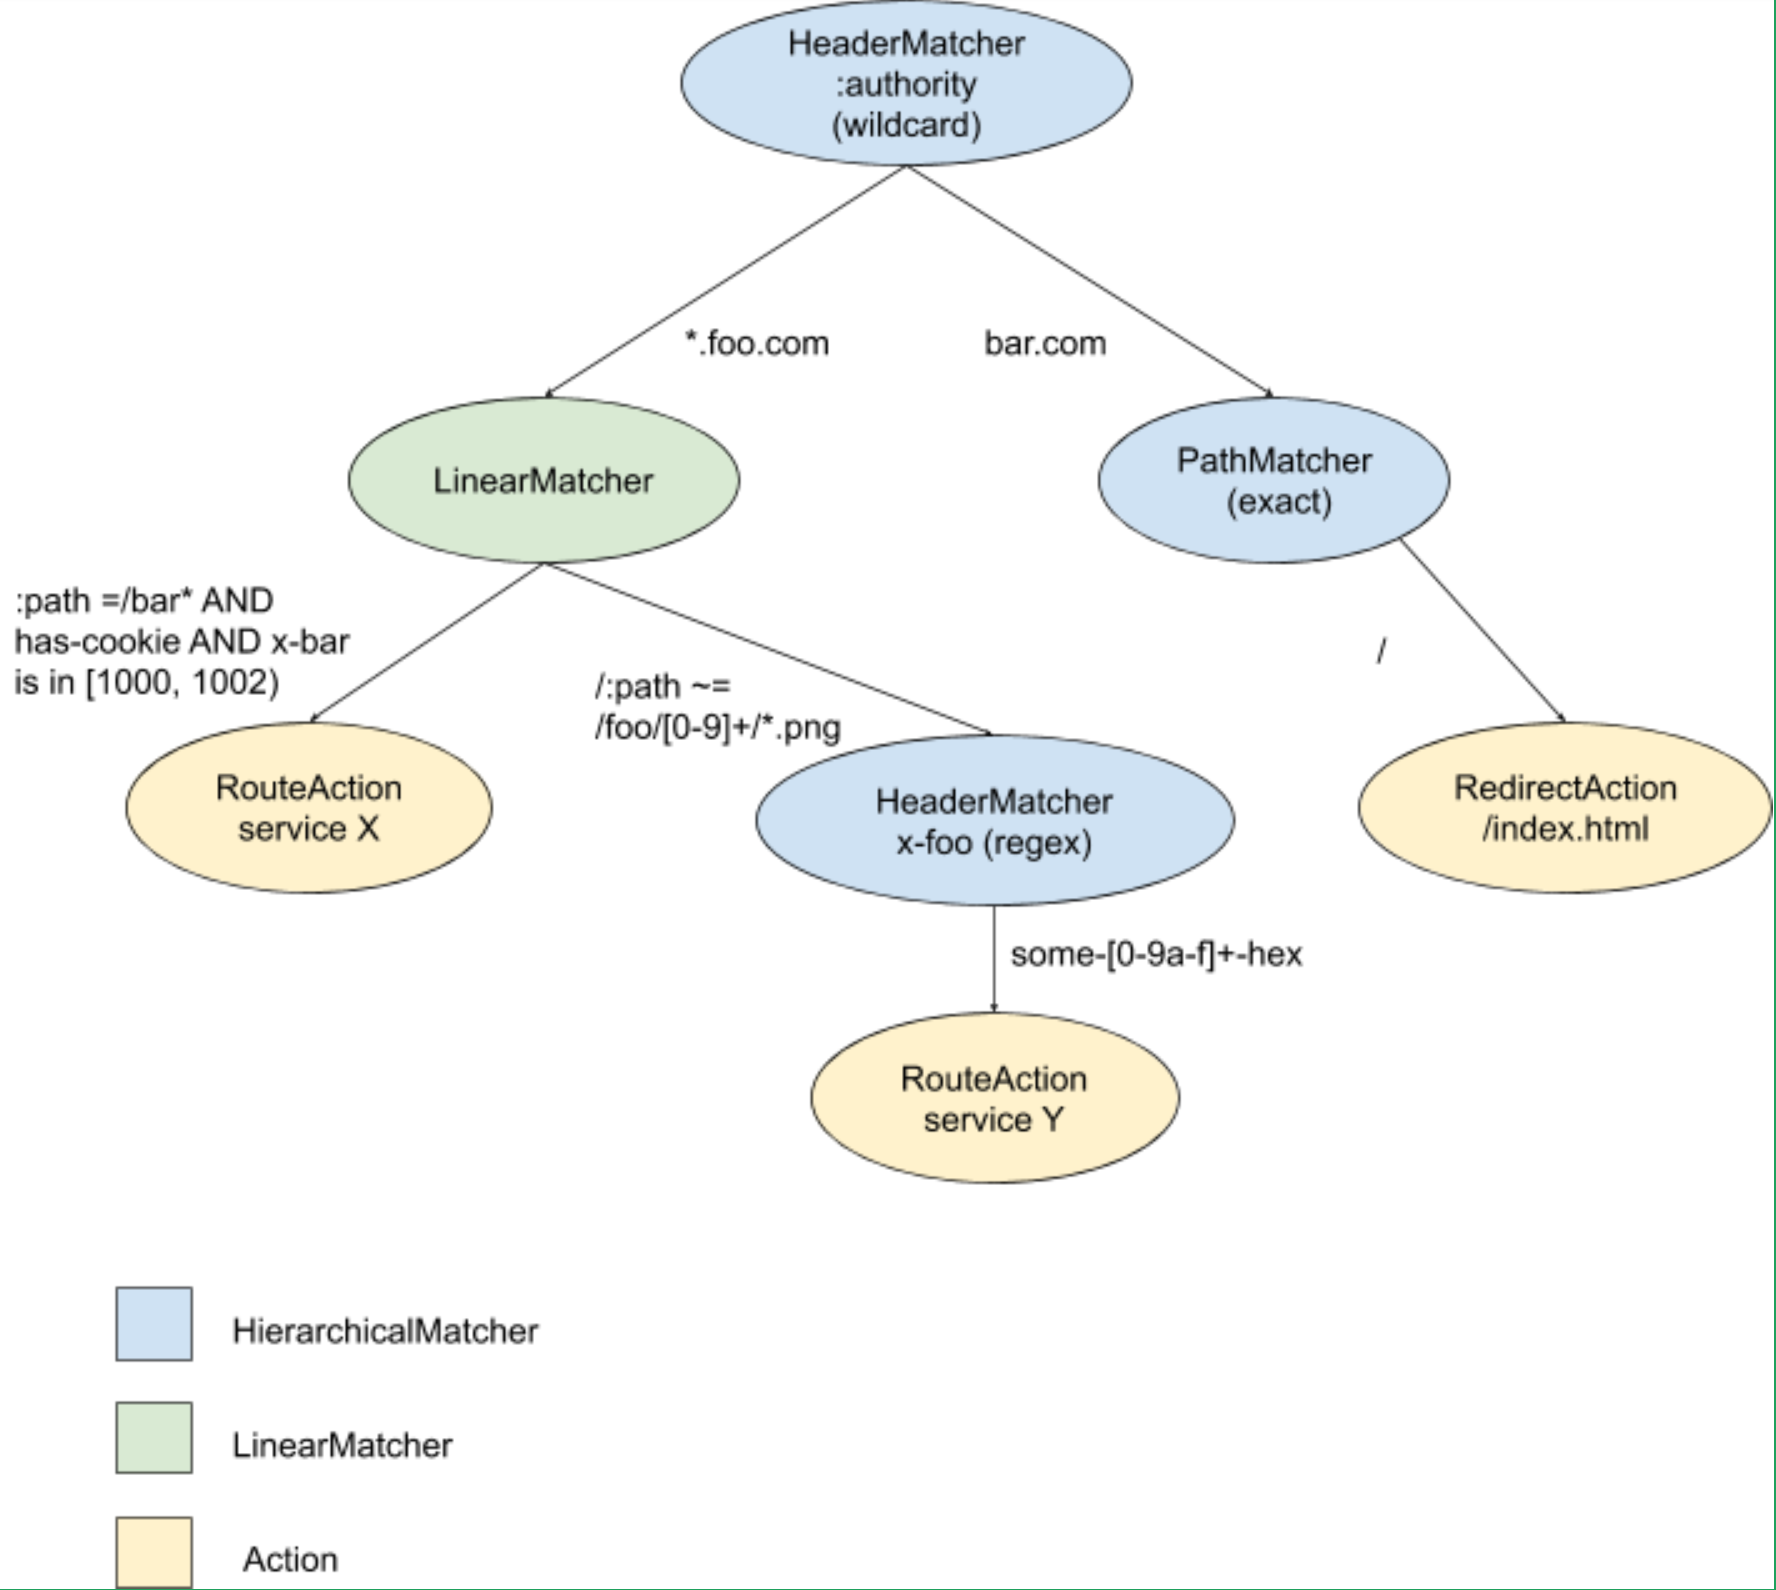 HeaderMatcher
:authority
(wildcard)
*.foo.com
bar.com
LinearMatcher
PathMatcher
(exact)
:path =/bar* AND
has-cookie AND x-bar
is in [1000, 1002)
/:path ~=
/foo/[0-9]+/*.png
/
RouteAction
service X
HeaderMatcher
x-foo (regex)
RedirectAction
/index.html
some-[0-9a-f]+-hex
RouteAction
service Y
HierarchicalMatcher
LinearMatcher
Action